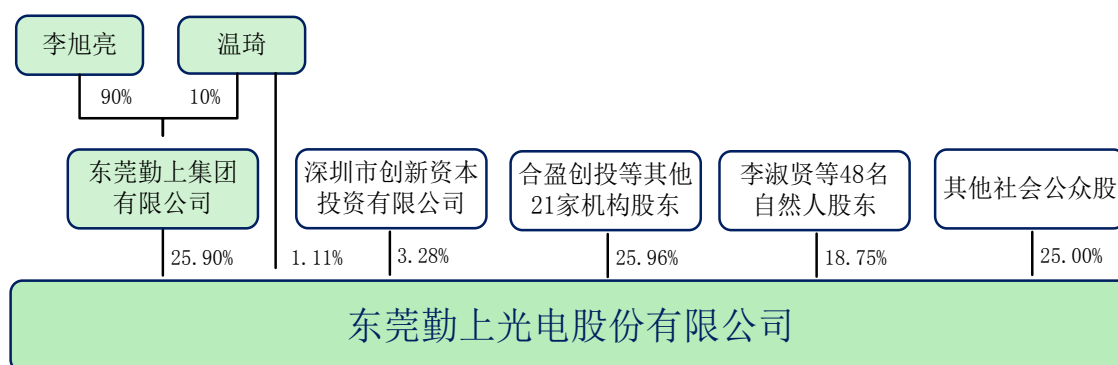 李旭亮
温琦
90%
10%
东莞勤上集团
有限公司
深圳市创新资本
投资有限公司
合盈创投等其他
21家机构股东
李淑贤等48名
自然人股东
其他社会公众股
25.90%
1.11%
3.28%
25.96%
18.75%
25.00%
东莞勤上光电股份有限公司